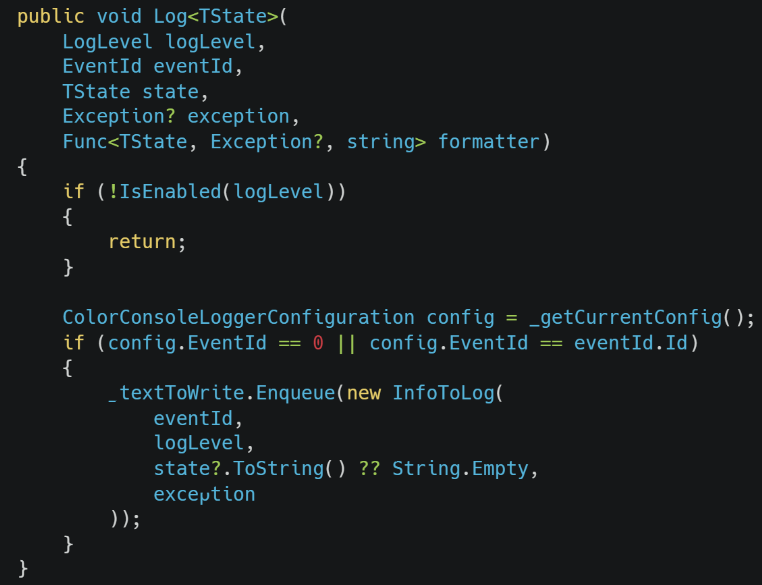 public void Log<TState>(
    LogLevel logLevel,
    EventId eventId,
    TState state,
    Exception? exception,
    Func<TState, Exception?, string> formatter)
{
    if (!IsEnabled(logLevel))
    {
        return;
    }

    ColorConsoleLoggerConfiguration config = _getCurrentConfig();
    if (config.EventId == 0 || config.EventId == eventId.Id)
    {
        _textToWrite.Enqueue(new InfoToLog(
            eventId,
            logLevel,
            state?.ToString() ?? String.Empty,
            exceμtion
        ));
    }
}